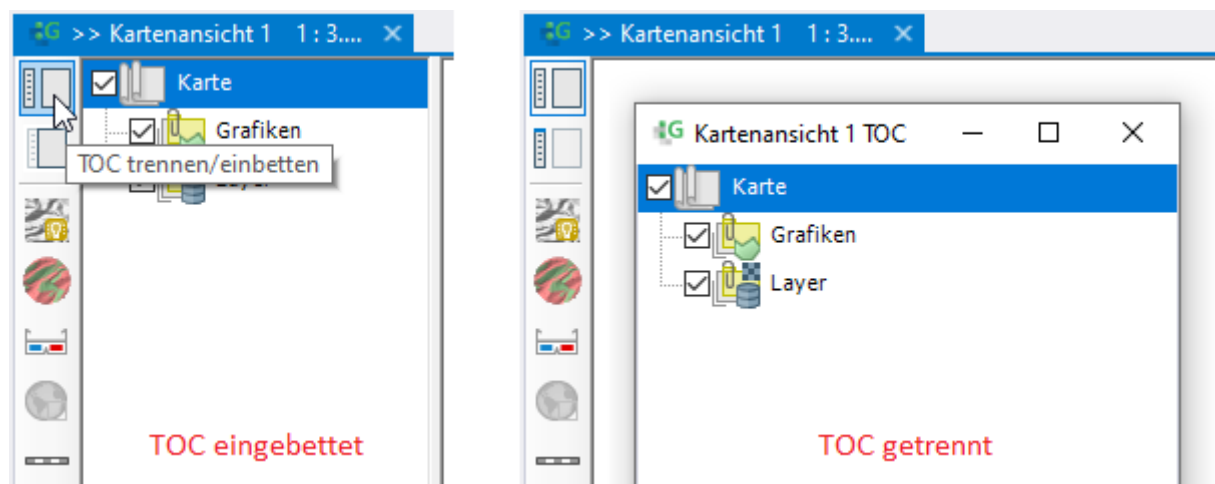 >> Kartenansicht 1 1 : 3....
Karte
Grafiken
TOC trennen/einbetten
Layer
TOC eingebettet
>> Kartenansicht 1 1 : 3....
Kartenansicht 1 TOC
Karte
Grafiken
Layer
TOC getrennt